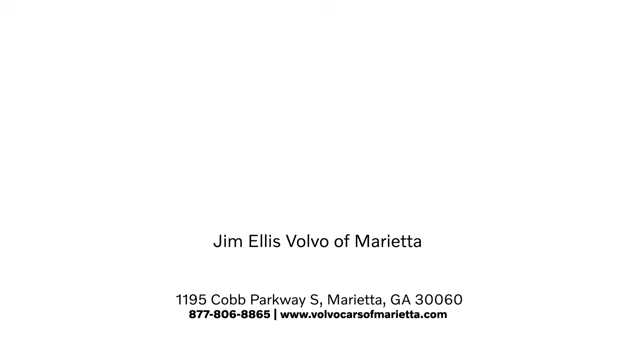 Jim Ellis Volvo of Marietta
1195 Cobb Parkway S, Marietta, GA 30060
877-806-8865 | www.volvocarsofmarietta.com